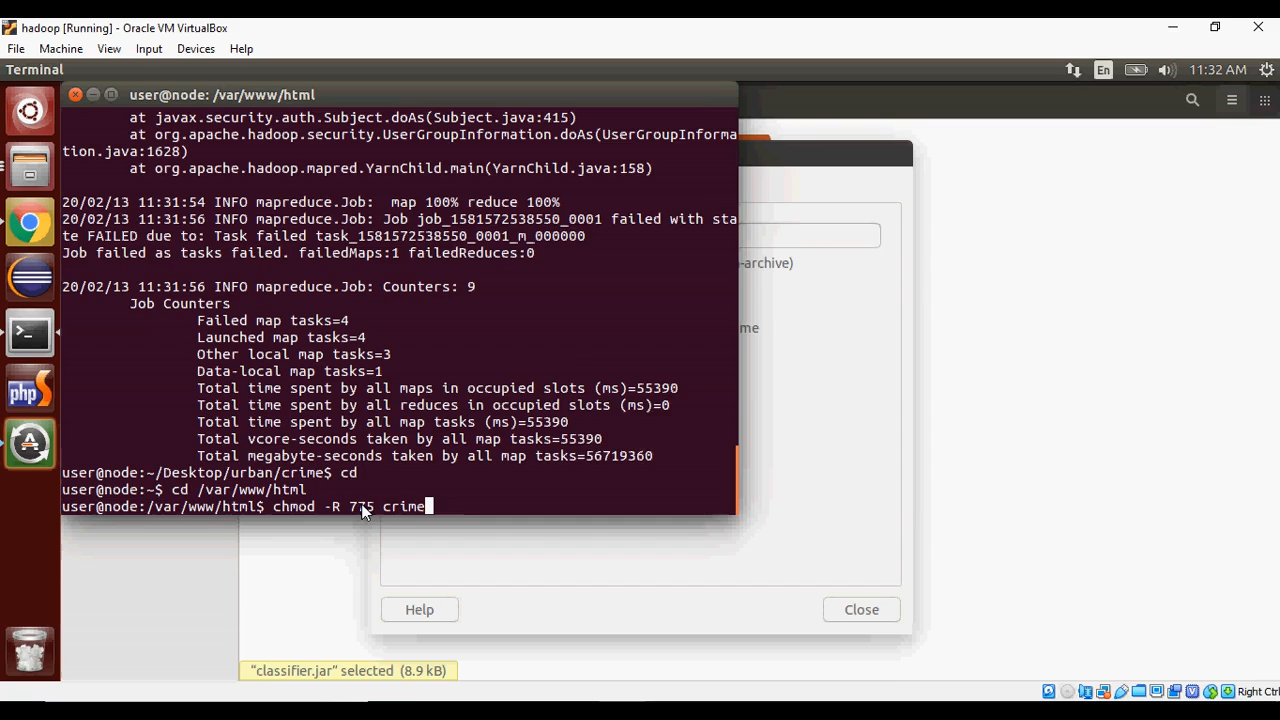 hadoop [Running] - Oracle VM VirtualBox
File Machine View Input Devices Help
Terminal
En
11:32 AM
user@node: /var/www/html
at javax.security.auth.Subject.doAs(Subject.java:415)
at org.apache.hadoop.security.UserGroupInformation.doAs(UserGroupInforma
tion.java:1628)
at org.apache.hadoop.mapred.YarnChild.main(YarnChild.java:158)
20/02/13 11:31:54 INFO mapreduce.Job:  map 100% reduce 100%
20/02/13 11:31:56 INFO mapreduce.Job: Job job_1581572538550_0001 failed with sta
te FAILED due to: Task failed task_1581572538550_0001_m_000000
Job failed as tasks failed. failedMaps:1 failedReduces:0
20/02/13 11:31:56 INFO mapreduce.Job: Counters: 9
Job Counters
Failed map tasks=4
Launched map tasks=4
Other local map tasks=3
Data-local map tasks=1
Total time spent by all maps in occupied slots (ms)=55390
Total time spent by all reduces in occupied slots (ms)=0
Total time spent by all map tasks (ms)=55390
Total vcore-seconds taken by all map tasks=55390
Total megabyte-seconds taken by all map tasks=56719360
user@node:~/Desktop/urban/crime$ cd
user@node:~$ cd /var/www/html
user@node:/var/www/html$ chmod -R 775 crime
-archive)
me
php
Help
Close
"classifier.jar" selected (8.9 kB)
Right Ctrl